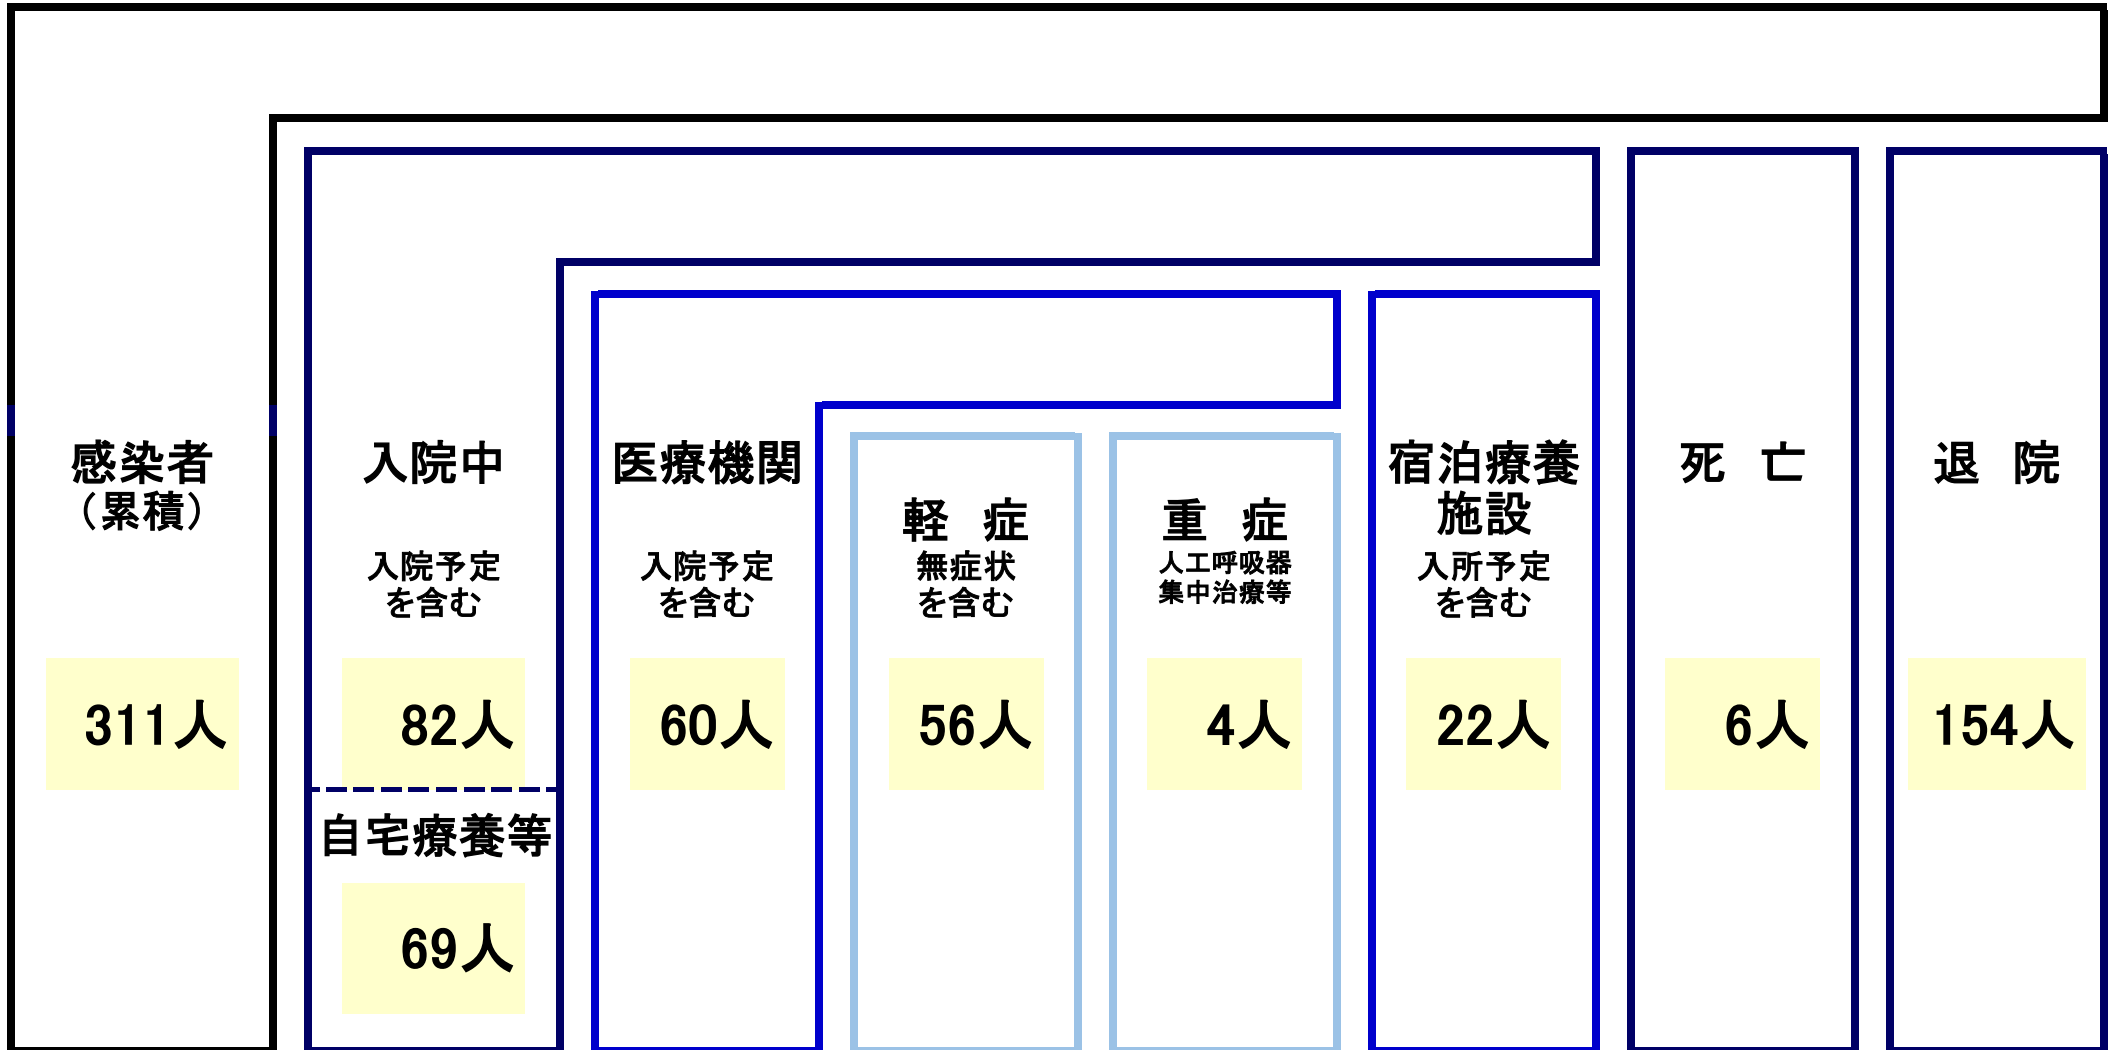 感染者
（累積）
311人
入院中
入院予定
を含む
82人
自宅療養等
69人
医療機関
入院予定
を含む
60人
軽 症
無症状
を含む
56人
重 症
人工呼吸器
集中治療等
4人
宿泊療養
施設
入所予定
を含む
22人
死 亡
6人
退 院
154人